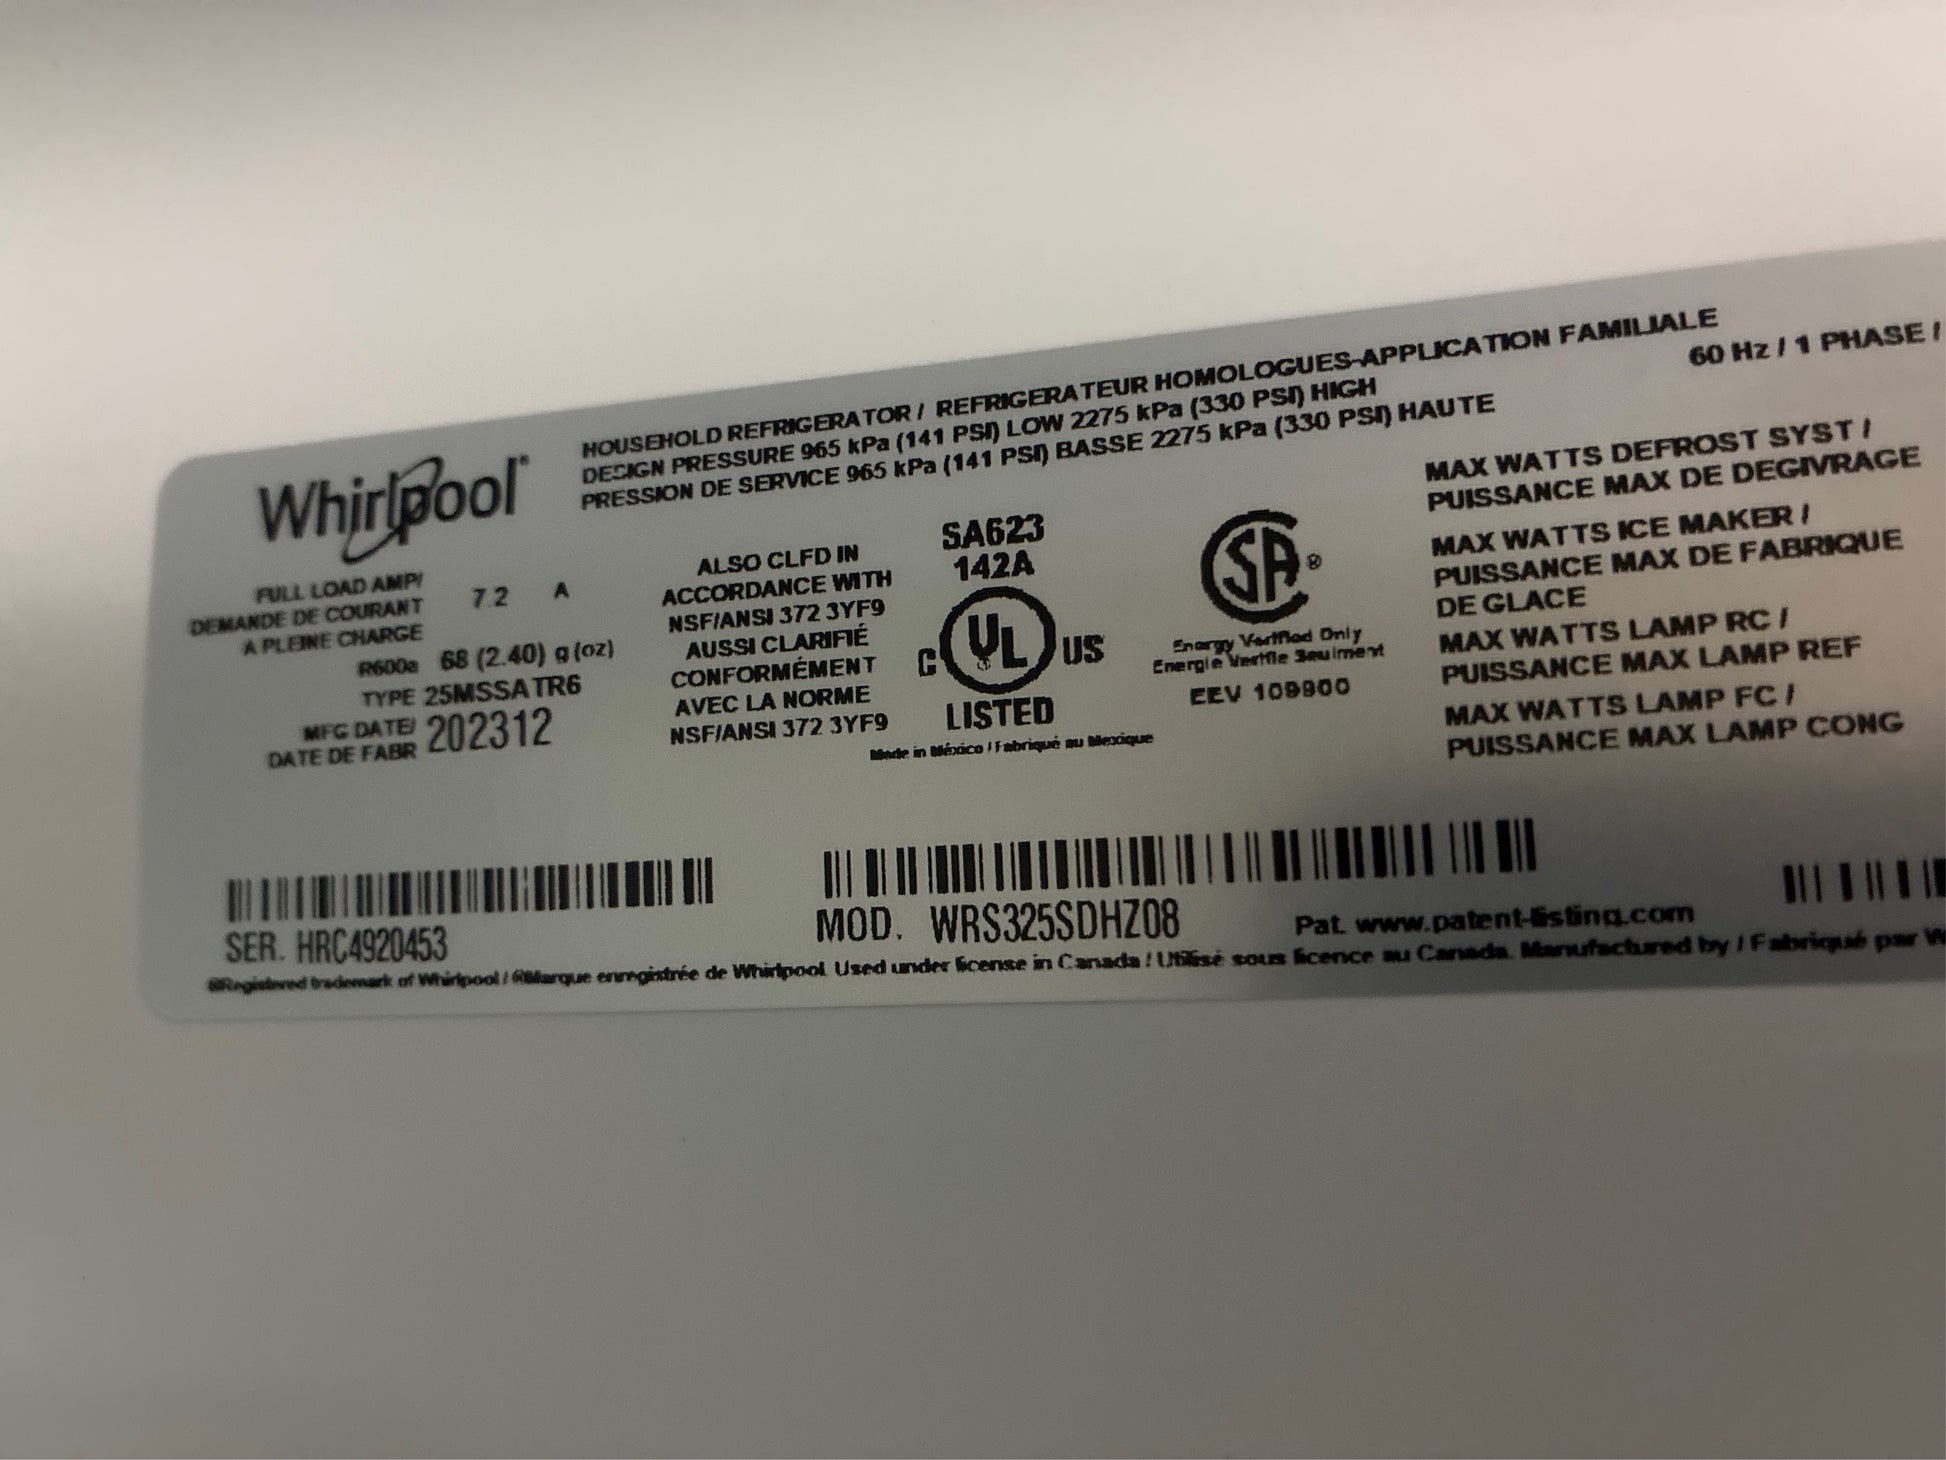 Whirlpool®
HOUSEHOLD REFRIGERATOR / REFRIGERATEUR HOMOLOGUES-APPLICATION FAMILIALE
DESIGN PRESSURE 965 kPa (141 PSI) LOW 2275 kPa (330 PSI) HIGH
PRESSION DE SERVICE 965 kPa (141 PSI) BASSE 2275 kPa (330 PSI) HAUTE
60 Hz / 1 PHASE /
FULL LOAD AMP/
DEMANDE DE COURANT
A PLEINE CHARGE
7.2 A
R600a 68 (2.40) g (oz)
TYPE 25MSSATR6
MFG DATE/
DATE DE FABR
202312
ALSO CLFD IN
ACCORDANCE WITH
NSF/ANSI 372 3YF9
AUSSI CLARIFIÉ
CONFORMÉMENT
AVEC LA NORME
NSF/ANSI 372 3YF9
SA623
142A
C UL US
LISTED
Made in México / Fabriqué au Mexique
SA®
Energy Verified Only
Energie Verifie Seulment
EEV 109900
MAX WATTS DEFROST SYST /
PUISSANCE MAX DE DEGIVRAGE
MAX WATTS ICE MAKER /
PUISSANCE MAX DE FABRIQUE
DE GLACE
MAX WATTS LAMP RC /
PUISSANCE MAX LAMP REF
MAX WATTS LAMP FC /
PUISSANCE MAX LAMP CONG
SER. HRC4920453
MOD. WRS325SDHZ08
Pat. www.patent-listing.com
®Registered trademark of Whirlpool / ®Marque enregistrée de Whirlpool. Used under license in Canada / Utilisé sous licence au Canada. Manufactured by / Fabriqué par W